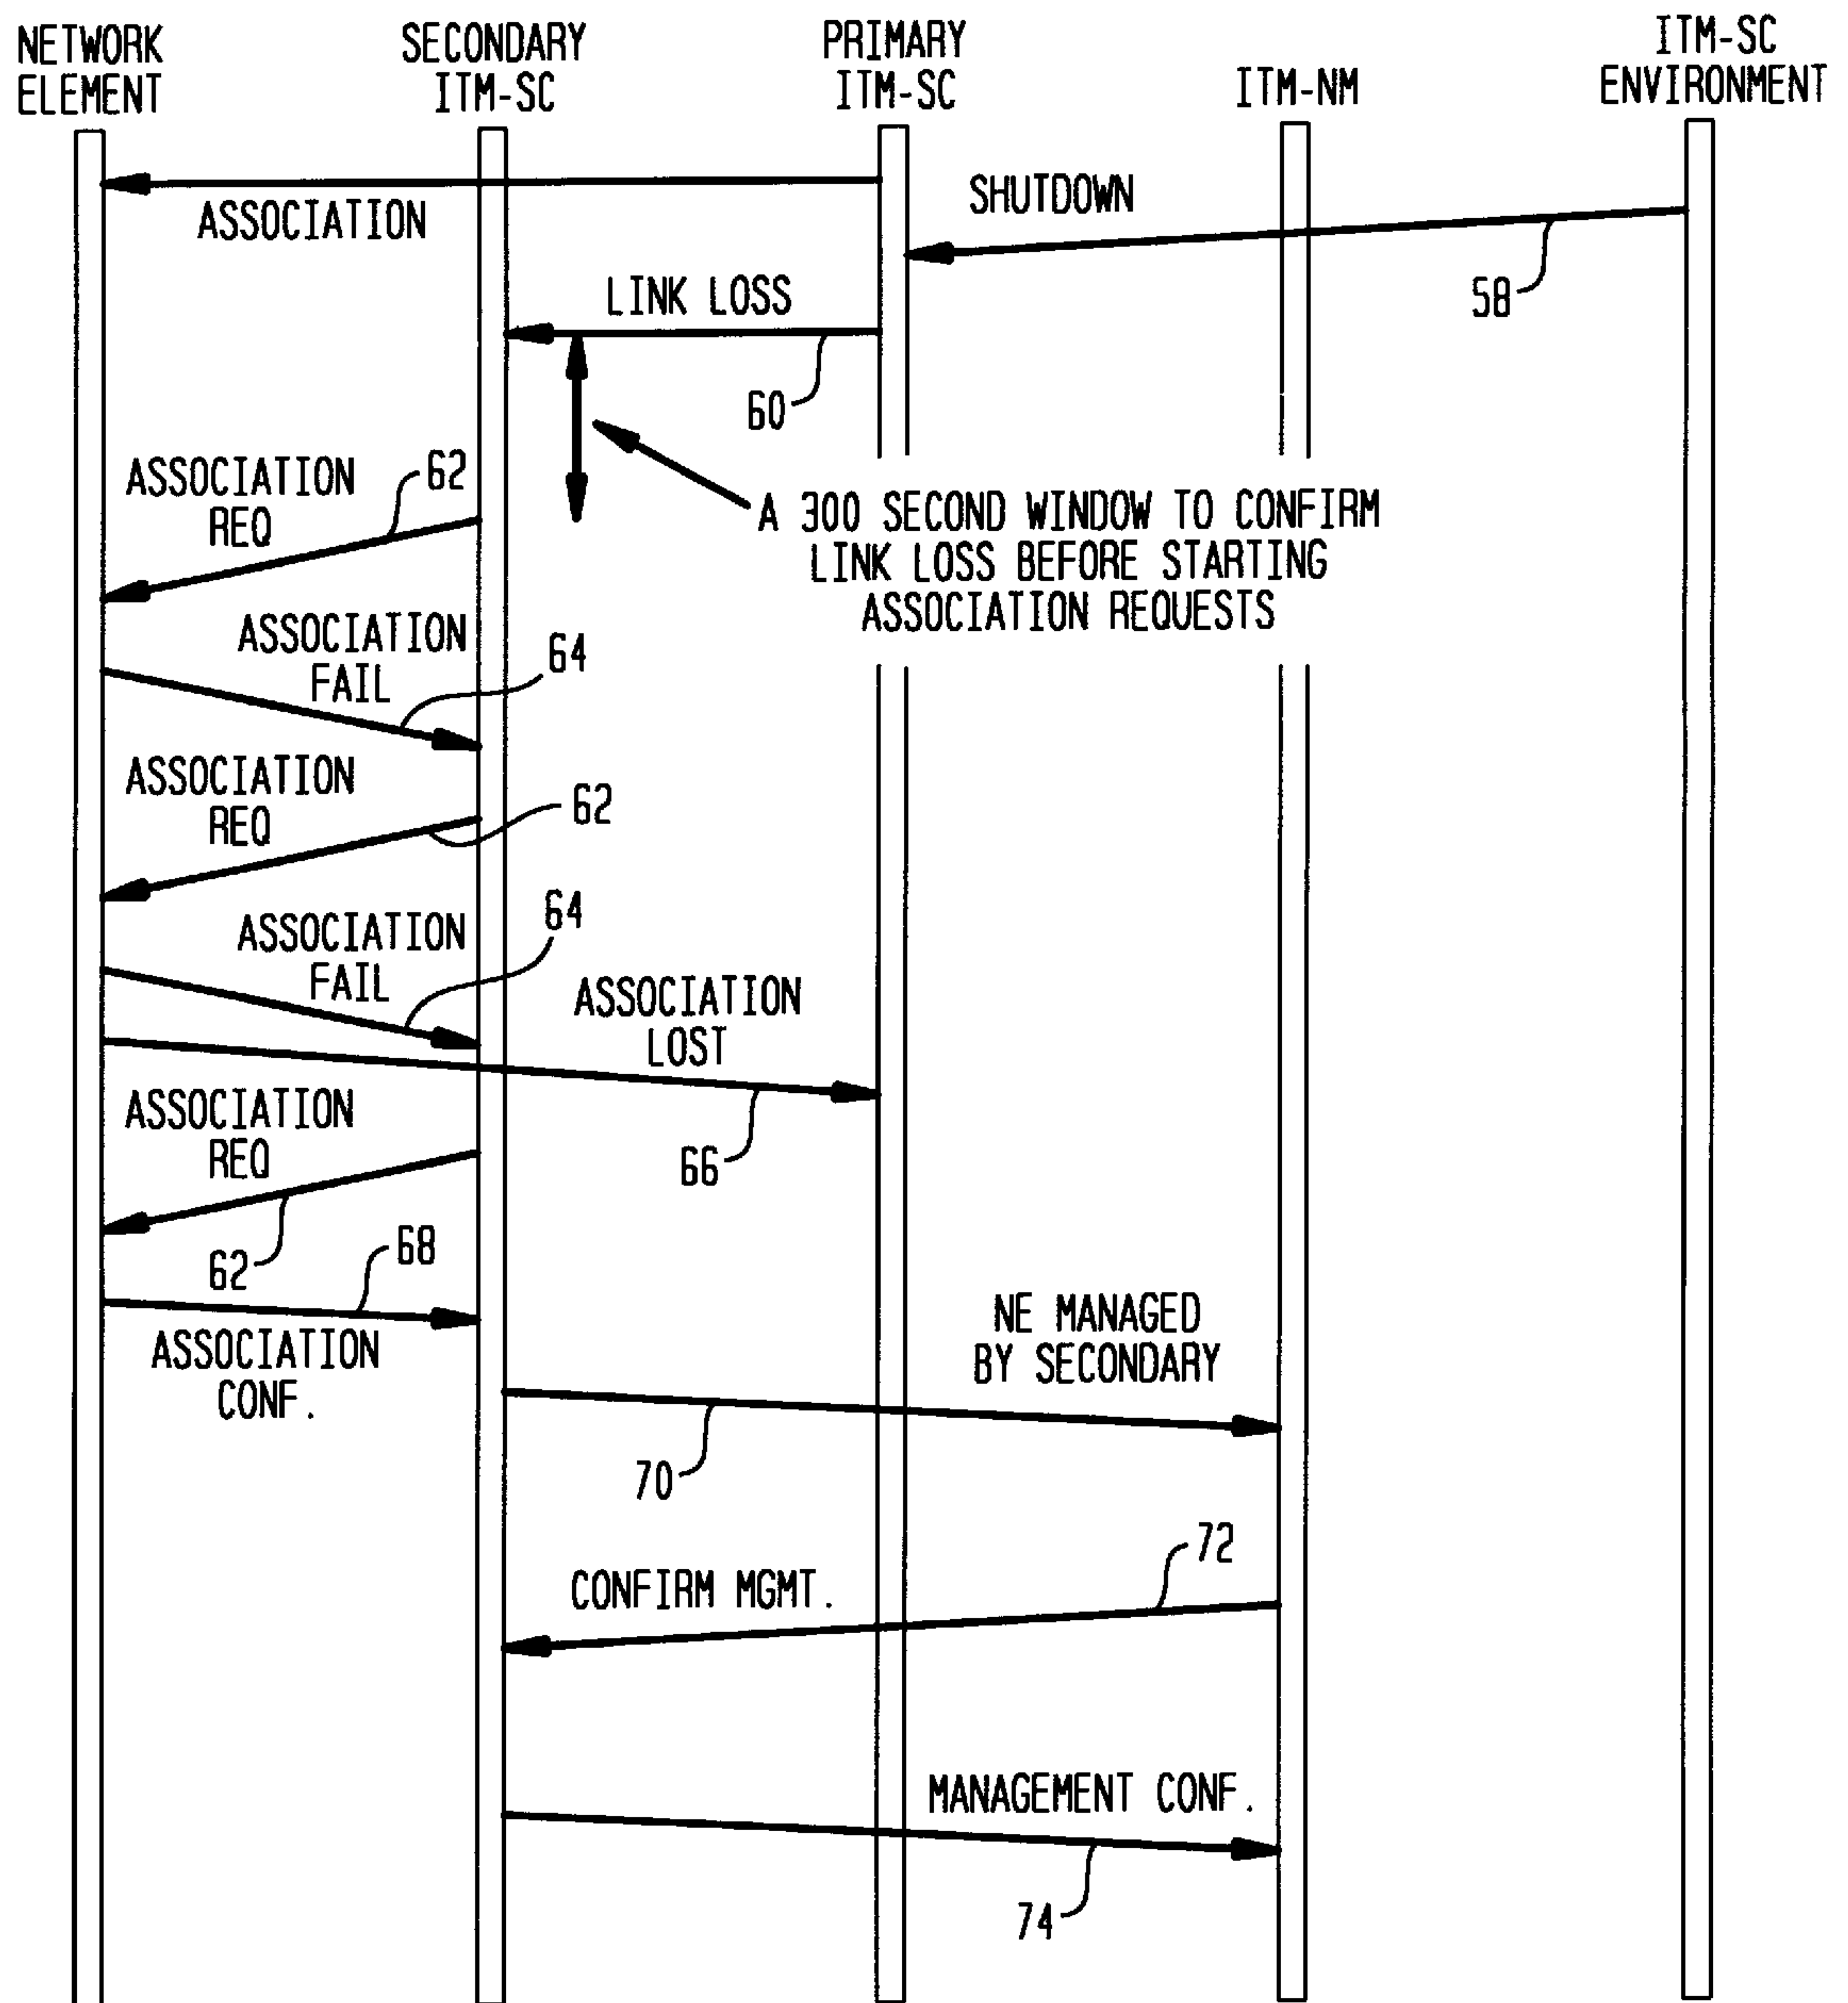 NETWORK
ELEMENT
SECONDARY
ITM-SC
PRIMARY
ITM-SC
ITM-NM
ITM-SC
ENVIRONMENT
ASSOCIATION
SHUTDOWN
58
LINK LOSS
60
A 300 SECOND WINDOW TO CONFIRM
LINK LOSS BEFORE STARTING
ASSOCIATION REQUESTS
ASSOCIATION
REQ
62
ASSOCIATION
FAIL
64
ASSOCIATION
REQ
62
ASSOCIATION
FAIL
64
ASSOCIATION
LOST
66
ASSOCIATION
REQ
62
68
ASSOCIATION
CONF.
NE MANAGED
BY SECONDARY
70
72
CONFIRM MGMT.
MANAGEMENT CONF.
74